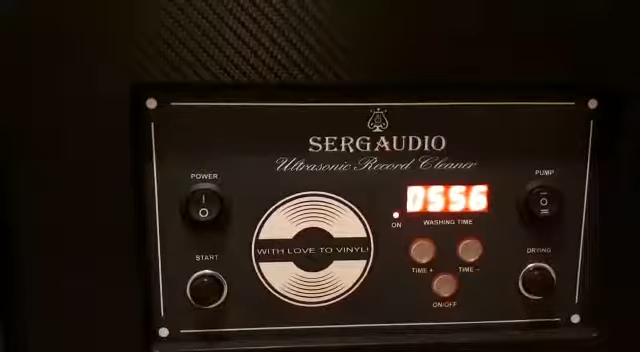 SERGAUDIO
Ultrasonic Record Cleaner
POWER
PUMP
0556
ON
WASHING TIME
WITH LOVE TO VINYL!
START
TIME +
TIME −
DRYING
ON/OFF